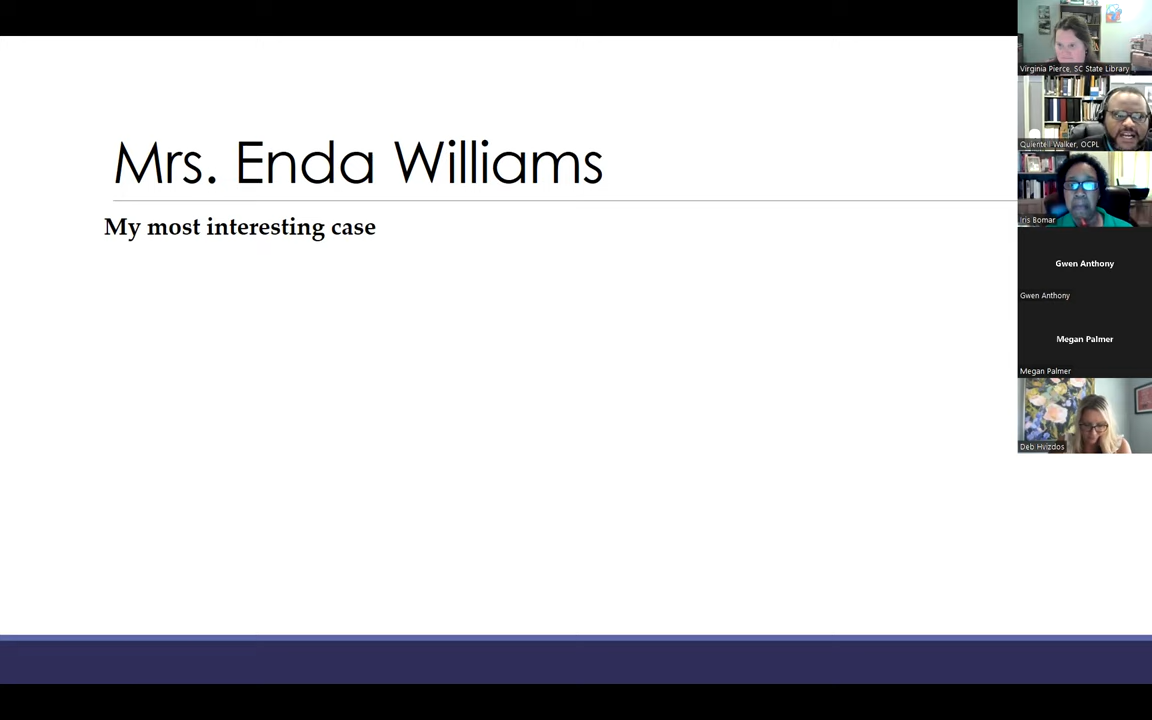 Mrs. Enda Williams
My most interesting case
Virginia Pierce, SC State Library
Quientell Walker, OCPL
Iris Bomar
Gwen Anthony
Gwen Anthony
Megan Palmer
Megan Palmer
Deb Hvizdos